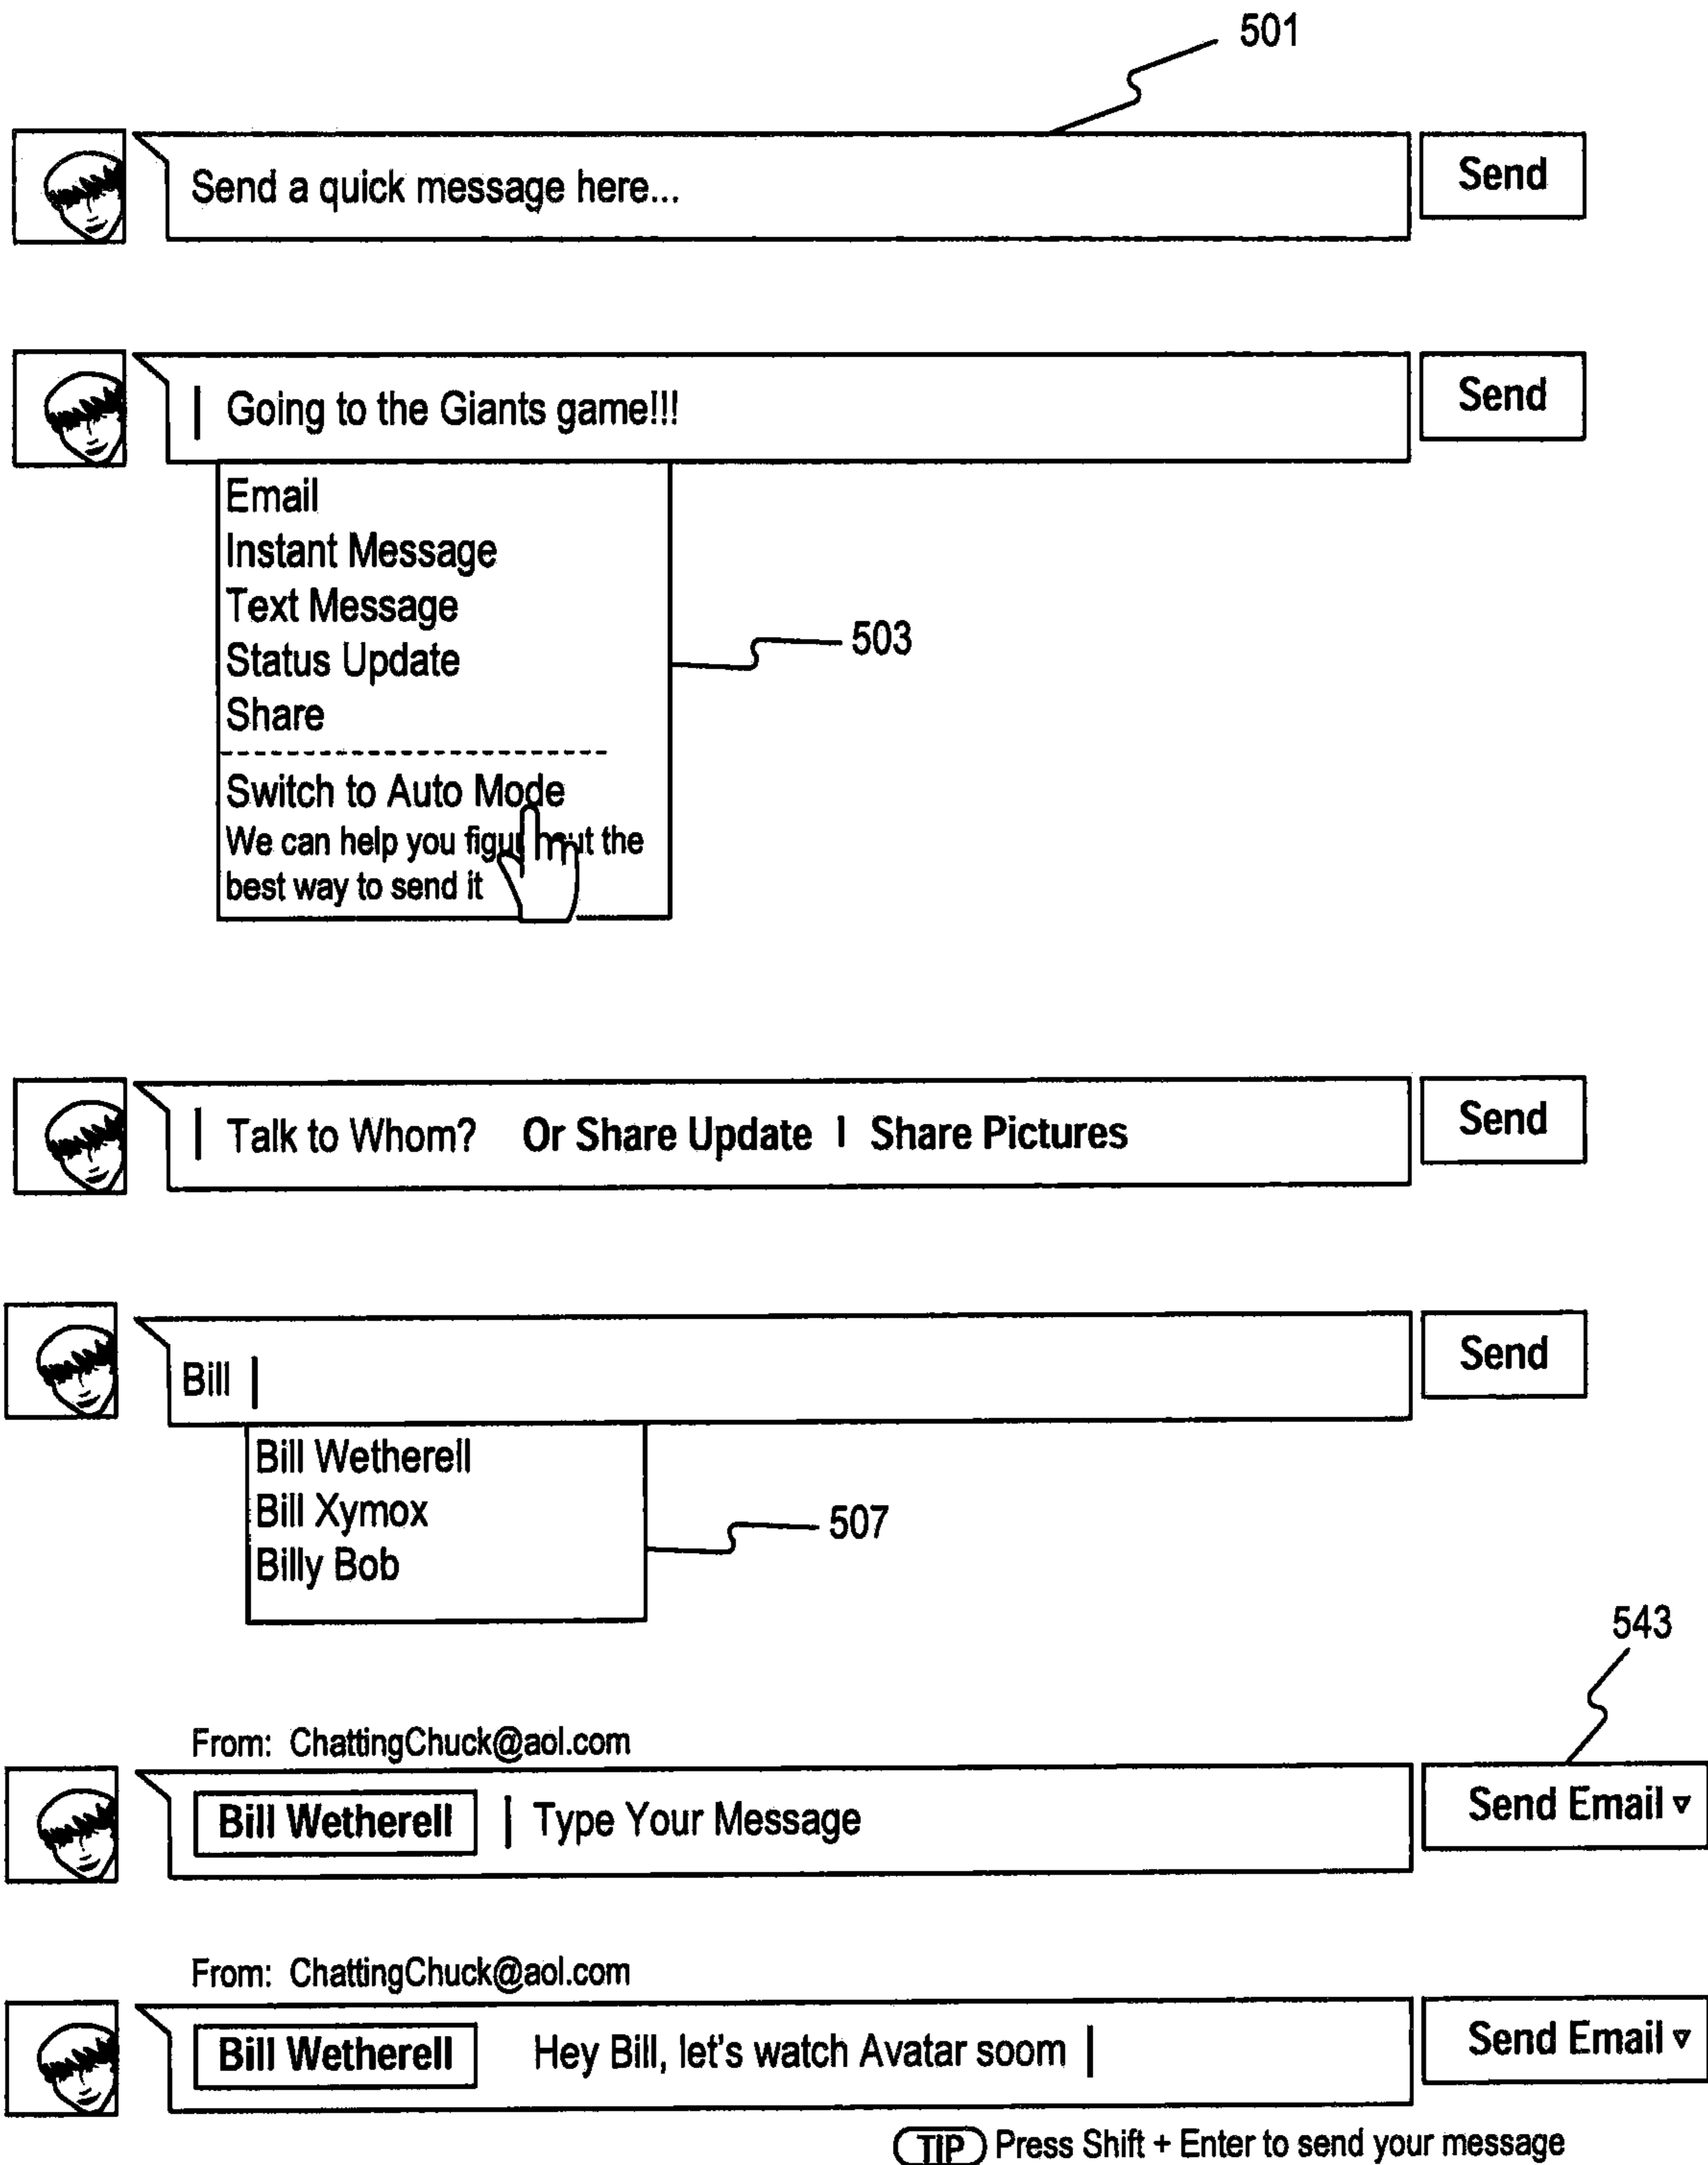 501
Send a quick message here...
Send
Going to the Giants game!!!
Send
Email
Instant Message
Text Message
Status Update
Share
503
Switch to Auto Mode
We can help you figu out the
best way to send it
Talk to Whom? Or Share Update | Share Pictures
Send
Bill
Send
Bill Wetherell
Bill Xymox
Billy Bob
507
543
From: ChattingChuck@aol.com
Bill Wetherell Type Your Message
Send Email ▿
From: ChattingChuck@aol.com
Bill Wetherell Hey Bill, let's watch Avatar soom
Send Email ▿
TIP Press Shift + Enter to send your message